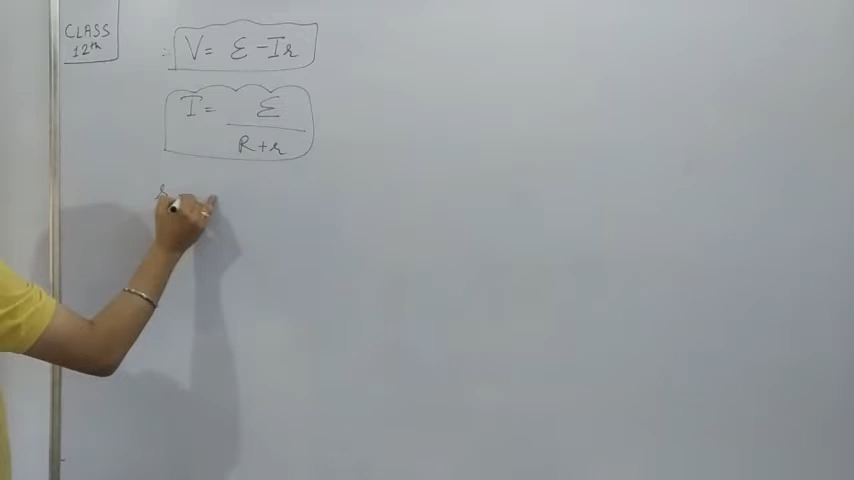 CLASS
12th
∴ V = ε - Ir
I = ε
R + r
r